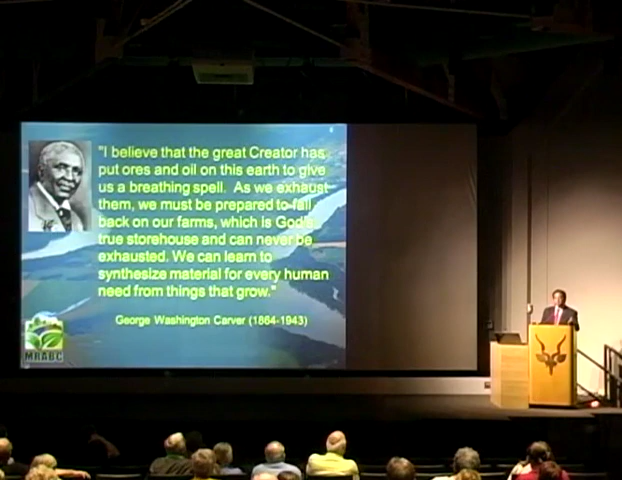 "I believe that the great Creator has
put ores and oil on this earth to give
us a breathing spell. As we exhaust
them, we must be prepared to fall
back on our farms, which is God's
true storehouse and can never be
exhausted. We can learn to
synthesize material for every human
need from things that grow."
George Washington Carver (1864-1943)
MRABC